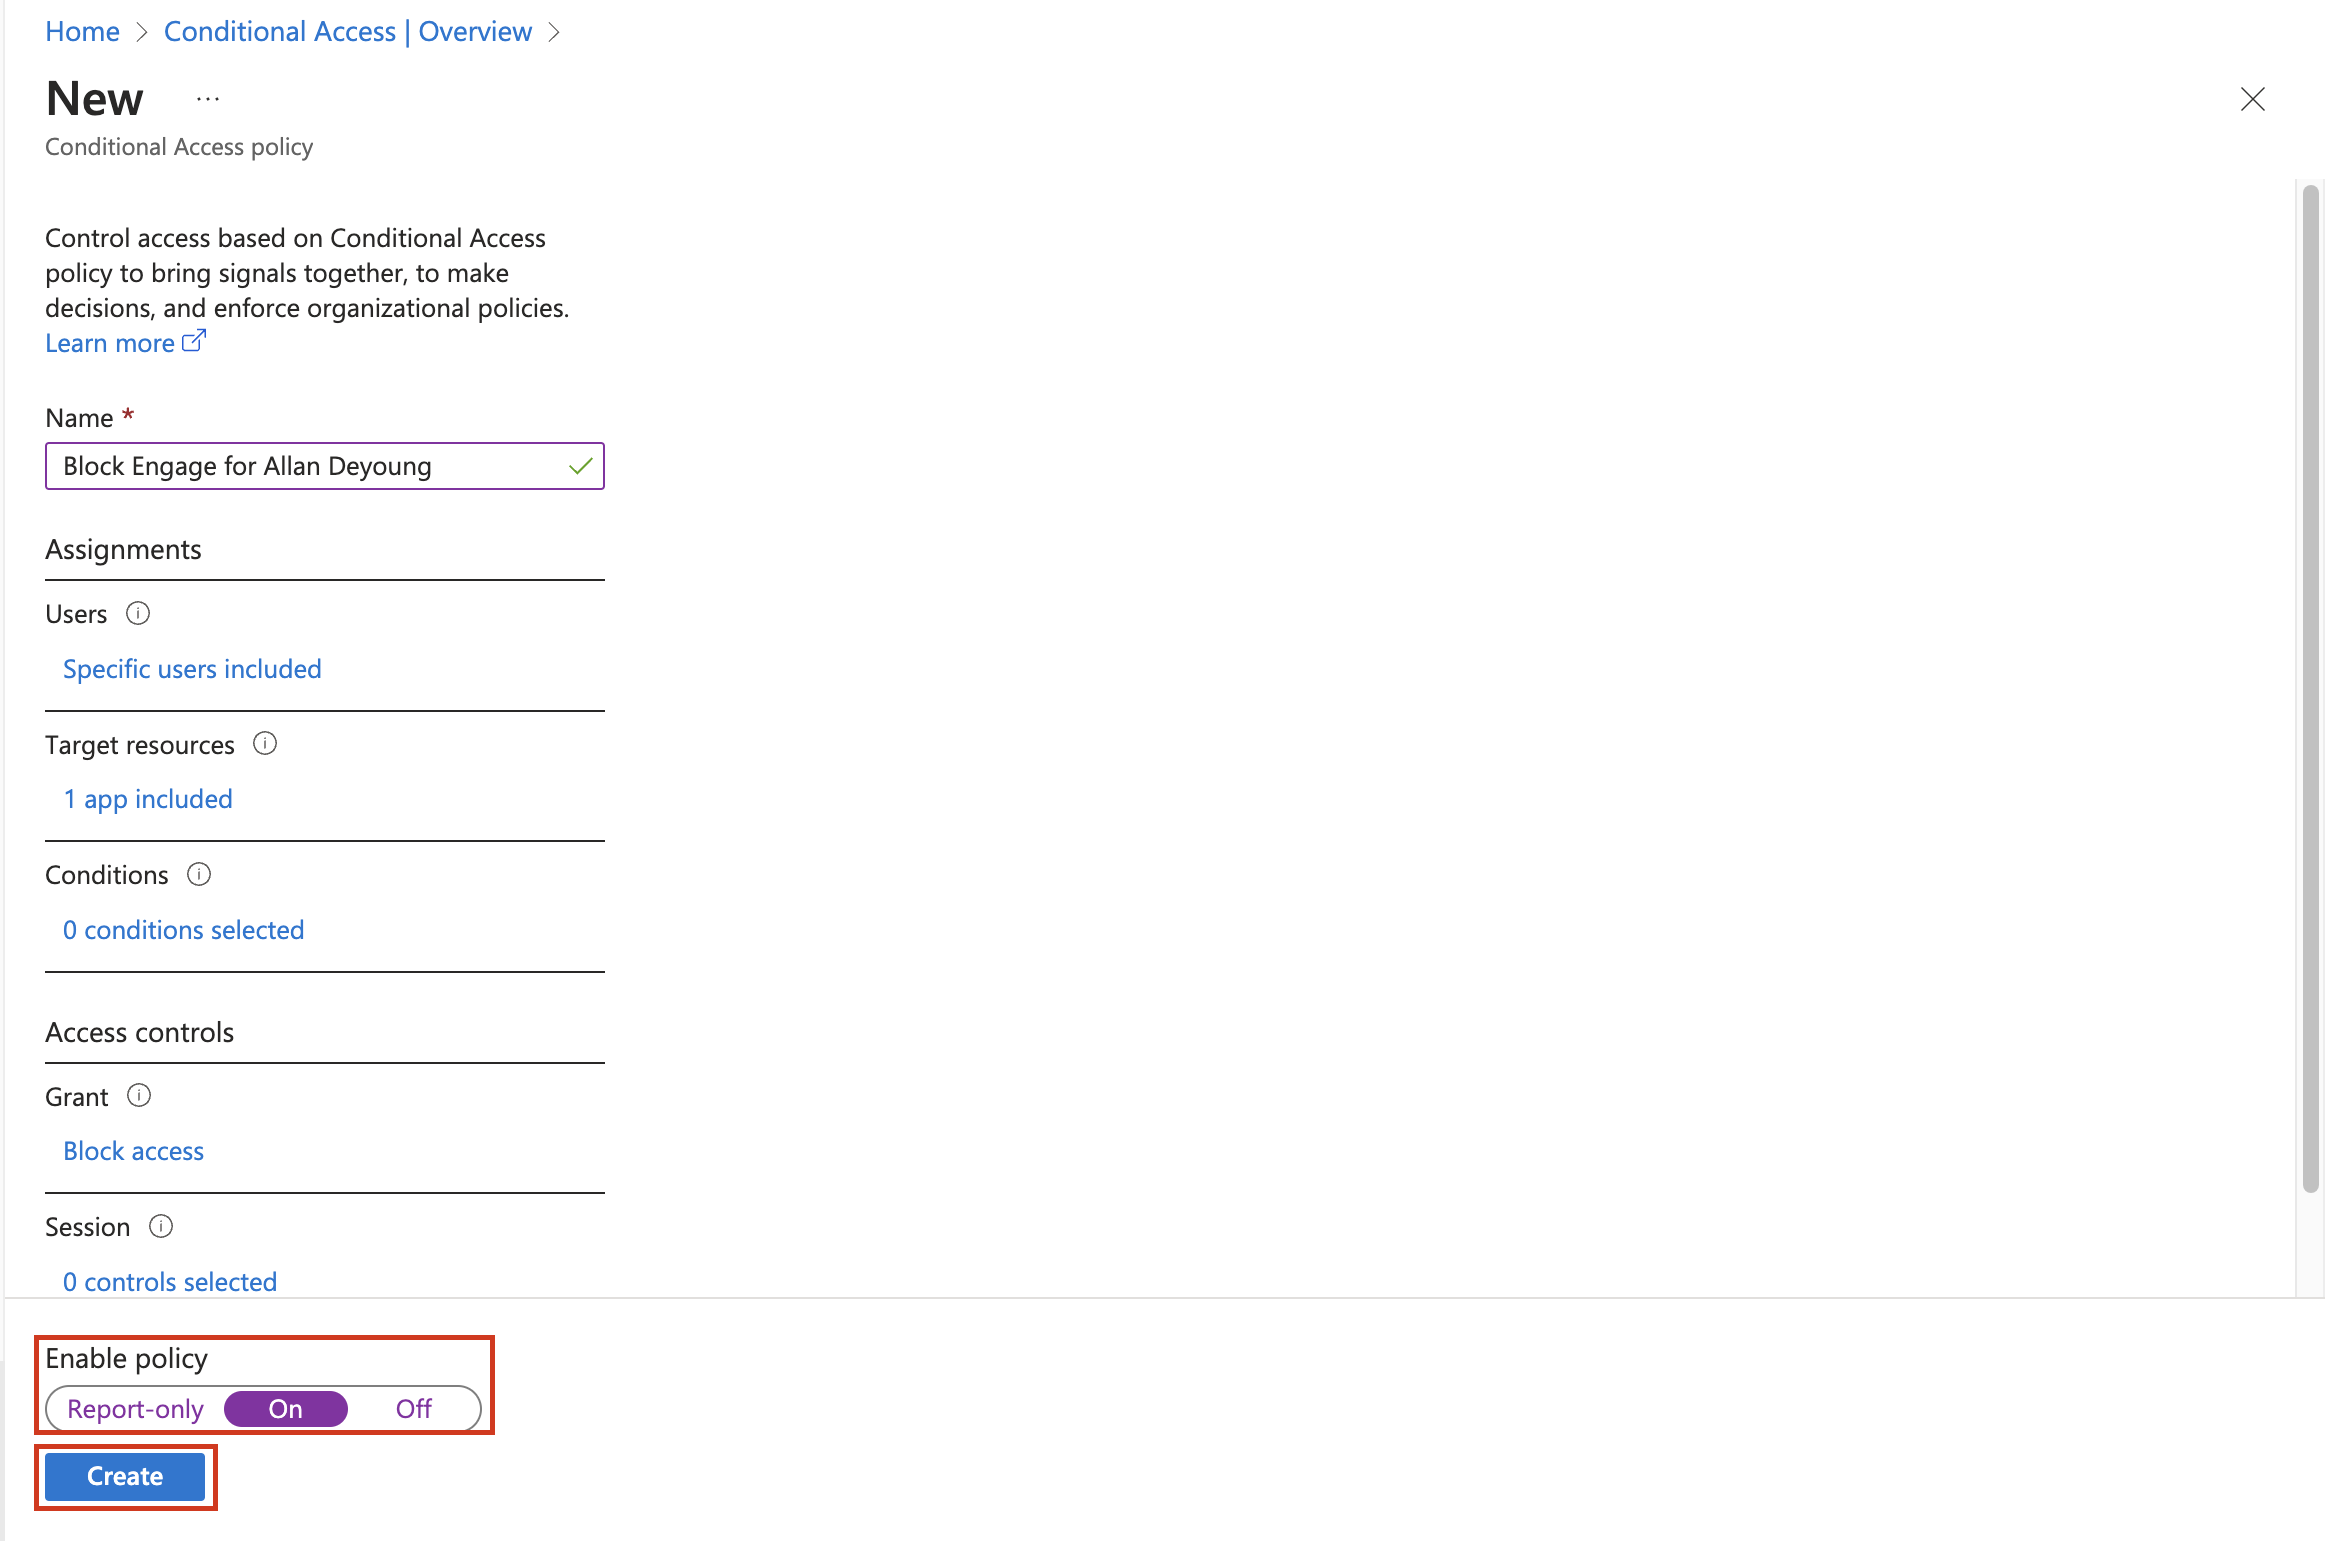 Home > Conditional Access | Overview >
New ...
Conditional Access policy
Control access based on Conditional Access
policy to bring signals together, to make
decisions, and enforce organizational policies.
Learn more
Name *
Block Engage for Allan Deyoung
Assignments
Users
Specific users included
Target resources
1 app included
Conditions
0 conditions selected
Access controls
Grant
Block access
Session
0 controls selected
Enable policy
Report-only On Off
Create